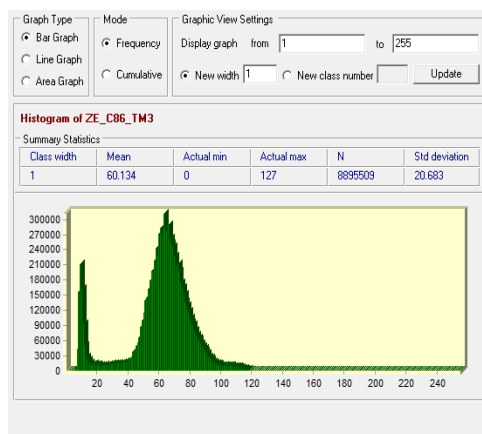 Graph Type
Bar Graph
Line Graph
Area Graph
Mode
Frequency
Cumulative
Graphic View Settings
Display graph from 1 to 255
New width 1 New class number Update
Histogram of ZE_C86_TM3
Summary Statistics
Class width Mean Actual min Actual max N Std deviation
1 60.134 0 127 8895509 20.683
300000
270000
240000
210000
180000
150000
120000
90000
60000
30000
0
20 40 60 80 100 120 140 160 180 200 220 240